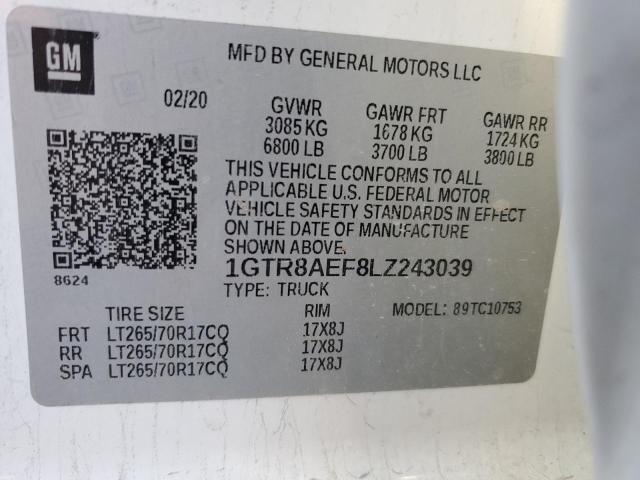 GM
MFD BY GENERAL MOTORS LLC
02/20 GVWR GAWR FRT GAWR RR
3085 KG 1678 KG 1724 KG
6800 LB 3700 LB 3800 LB
THIS VEHICLE CONFORMS TO ALL
APPLICABLE U.S. FEDERAL MOTOR
VEHICLE SAFETY STANDARDS IN EFFECT
ON THE DATE OF MANUFACTURE
SHOWN ABOVE.
8624
1GTR8AEF8LZ243039
TYPE: TRUCK
TIRE SIZE RIM MODEL: 89TC10753
FRT LT265/70R17CQ 17X8J
RR LT265/70R17CQ 17X8J
SPA LT265/70R17CQ 17X8J